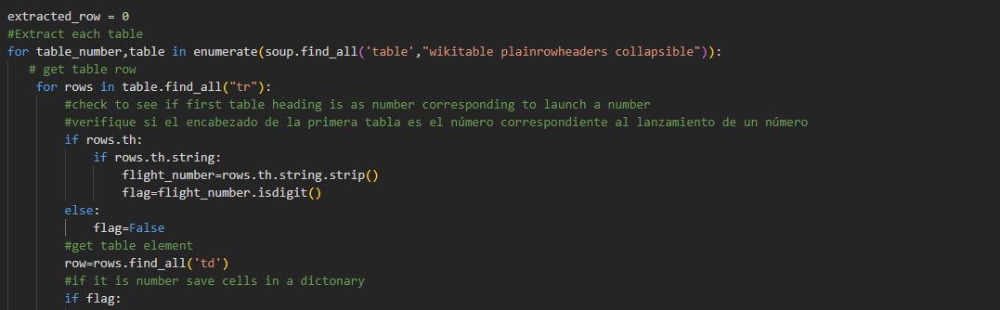 extracted_row = 0
#Extract each table
for table_number,table in enumerate(soup.find_all('table',"wikitable plainrowheaders collapsible")):
   # get table row
    for rows in table.find_all("tr"):
        #check to see if first table heading is as number corresponding to launch a number
        #verifique si el encabezado de la primera tabla es el número correspondiente al lanzamiento de un número
        if rows.th:
            if rows.th.string:
                flight_number=rows.th.string.strip()
                flag=flight_number.isdigit()
        else:
            flag=False
        #get table element
        row=rows.find_all('td')
        #if it is number save cells in a dictonary
        if flag: